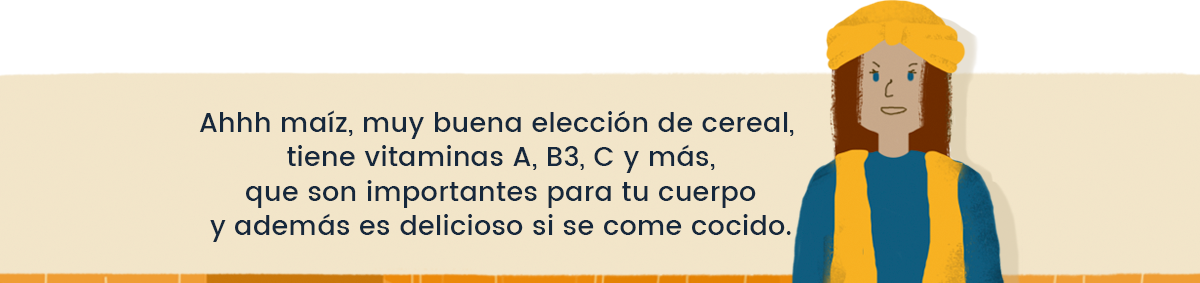 Ahhh maíz, muy buena elección de cereal,
tiene vitaminas A, B3, C y más,
que son importantes para tu cuerpo
y además es delicioso si se come cocido.